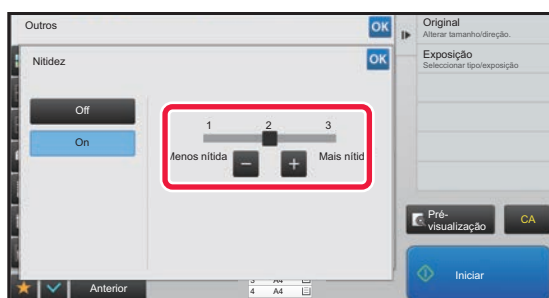 Outros
OK
Nitidez
OK
Off
On
1 2 3
Menos nítida
Mais nítid
Anterior
3 A4
4 A4
Original
Alterar tamanho/direção.
Exposição
Seleccionar tipo/exposição
Pré-
visualização
CA
Iniciar